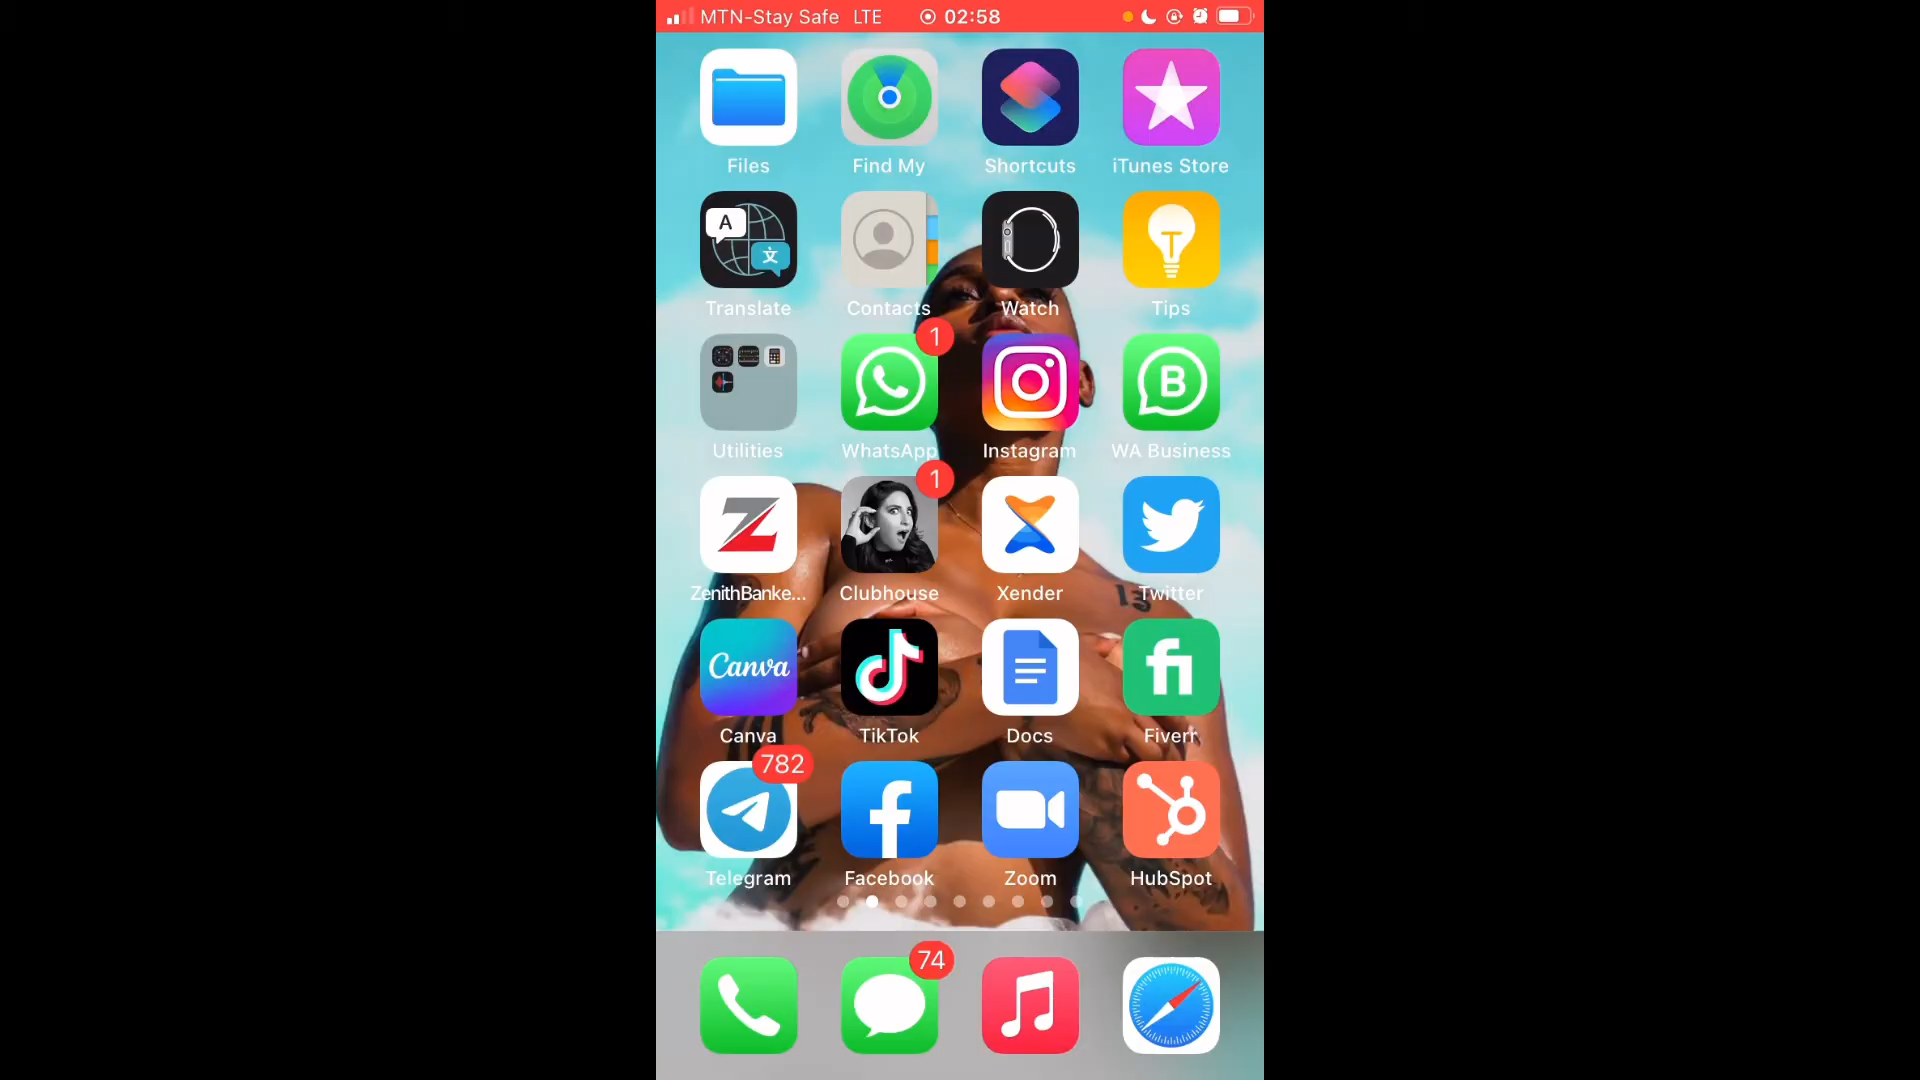 MTN-Stay Safe LTE 02:58
Files Find My Shortcuts iTunes Store
A 文
Translate Contacts Watch Tips
1
B
Utilities WhatsApp Instagram WA Business
1
Z
ZenithBanke... Clubhouse Xender Twitter
13
Canva fi
Canva TikTok Docs Fiverr
782
f
Telegram Facebook Zoom HubSpot
74